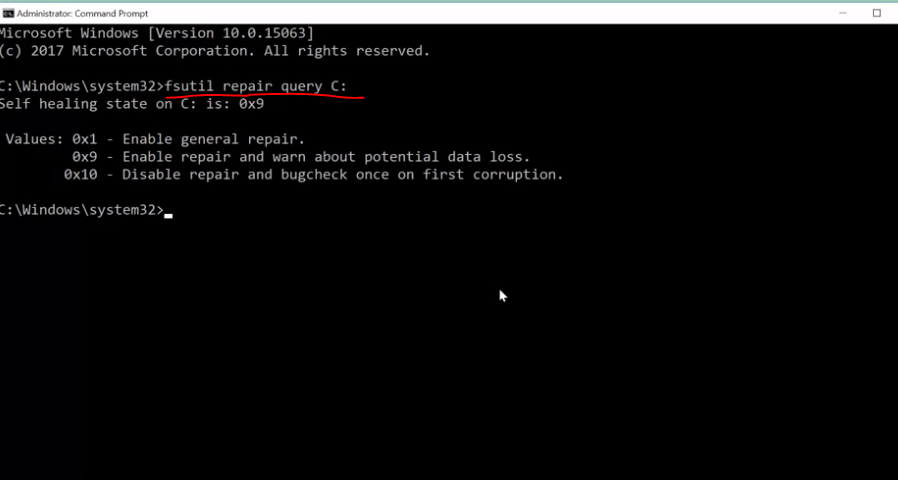 Administrator: Command Prompt
Microsoft Windows [Version 10.0.15063]
(c) 2017 Microsoft Corporation. All rights reserved.
C:\Windows\system32>fsutil repair query C:
Self healing state on C: is: 0x9
Values: 0x1 - Enable general repair.
0x9 - Enable repair and warn about potential data loss.
0x10 - Disable repair and bugcheck once on first corruption.
C:\Windows\system32>